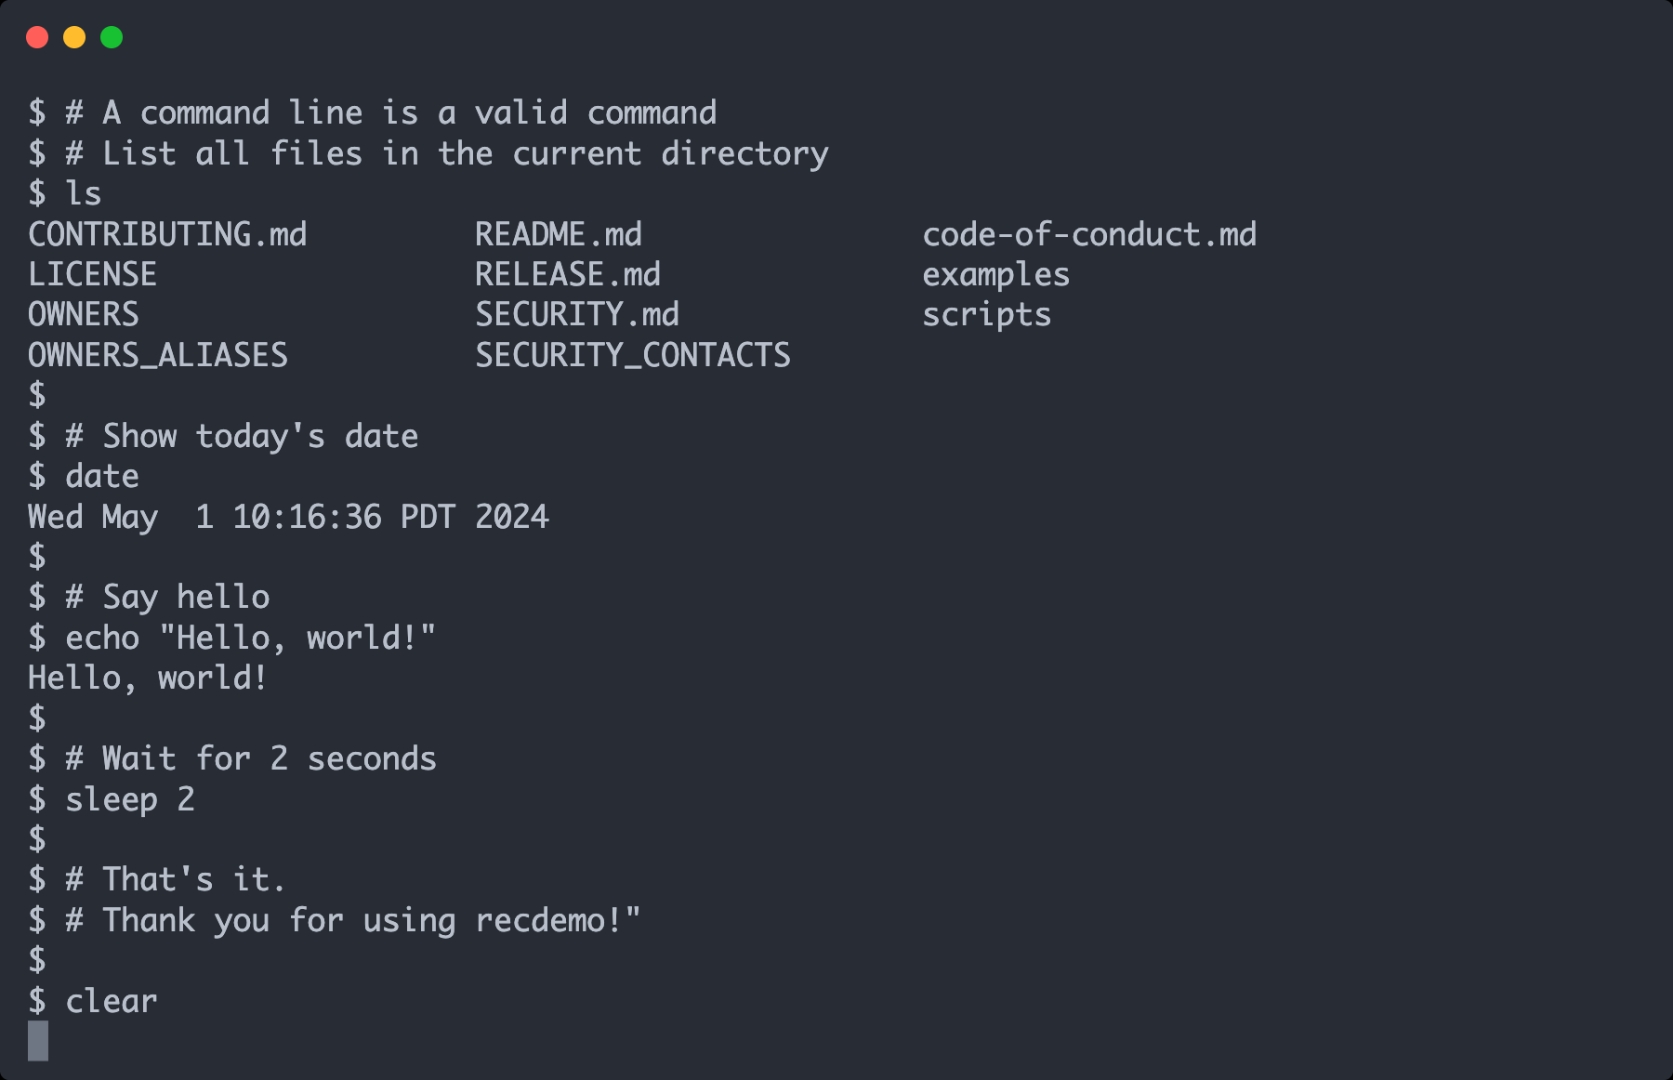 $ # A command line is a valid command
$ # List all files in the current directory
$ ls
CONTRIBUTING.md         README.md               code-of-conduct.md
LICENSE                 RELEASE.md              examples
OWNERS                  SECURITY.md             scripts
OWNERS_ALIASES          SECURITY_CONTACTS
$
$ # Show today's date
$ date
Wed May  1 10:16:36 PDT 2024
$
$ # Say hello
$ echo "Hello, world!"
Hello, world!
$
$ # Wait for 2 seconds
$ sleep 2
$
$ # That's it.
$ # Thank you for using recdemo!"
$
$ clear